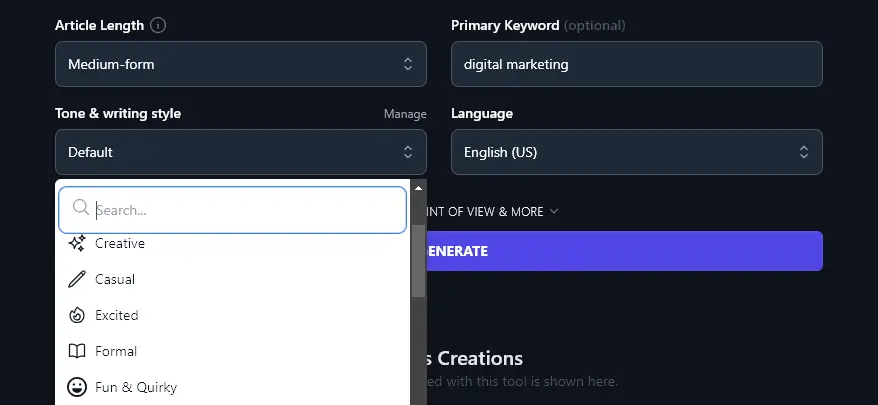 Article Length
Primary Keyword (optional)
Medium-form
digital marketing
Tone & writing style
Manage
Language
Default
English (US)
Search...
INT OF VIEW & MORE
Creative
ENERATE
Casual
Excited
Formal
s Creations
ed with this tool is shown here.
Fun & Quirky